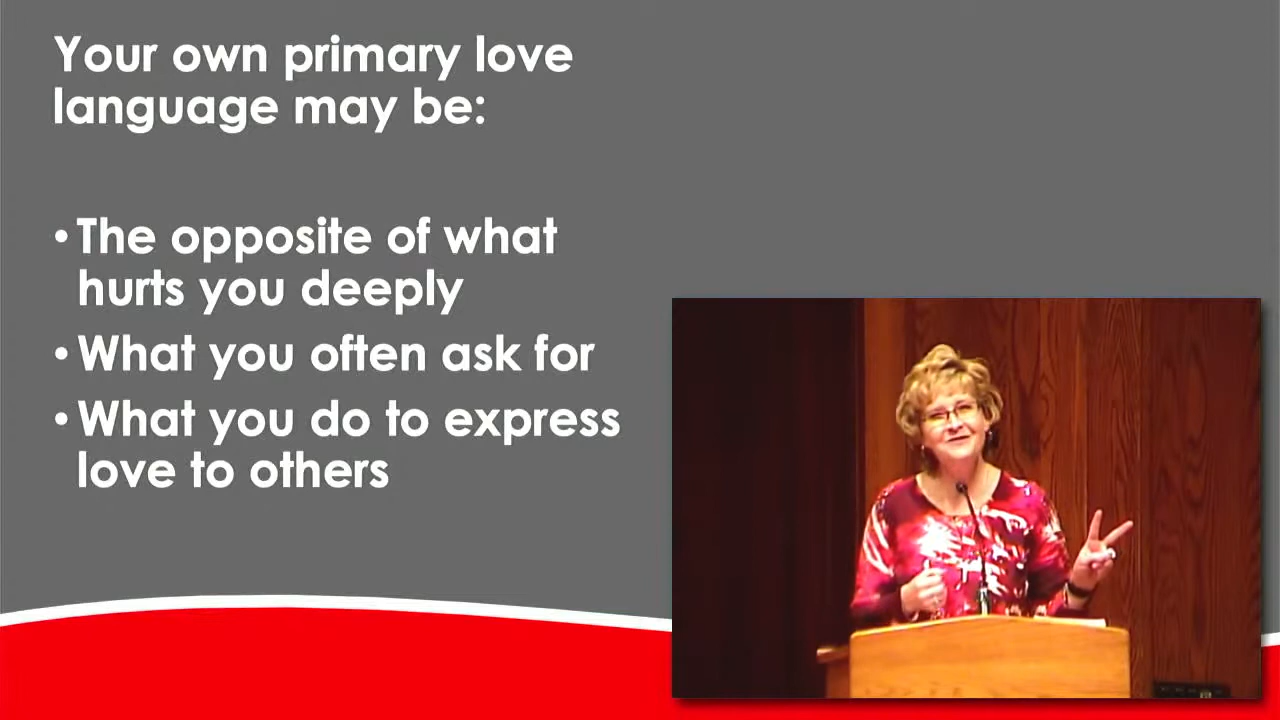 Your own primary love
language may be:
• The opposite of what
hurts you deeply
• What you often ask for
• What you do to express
love to others